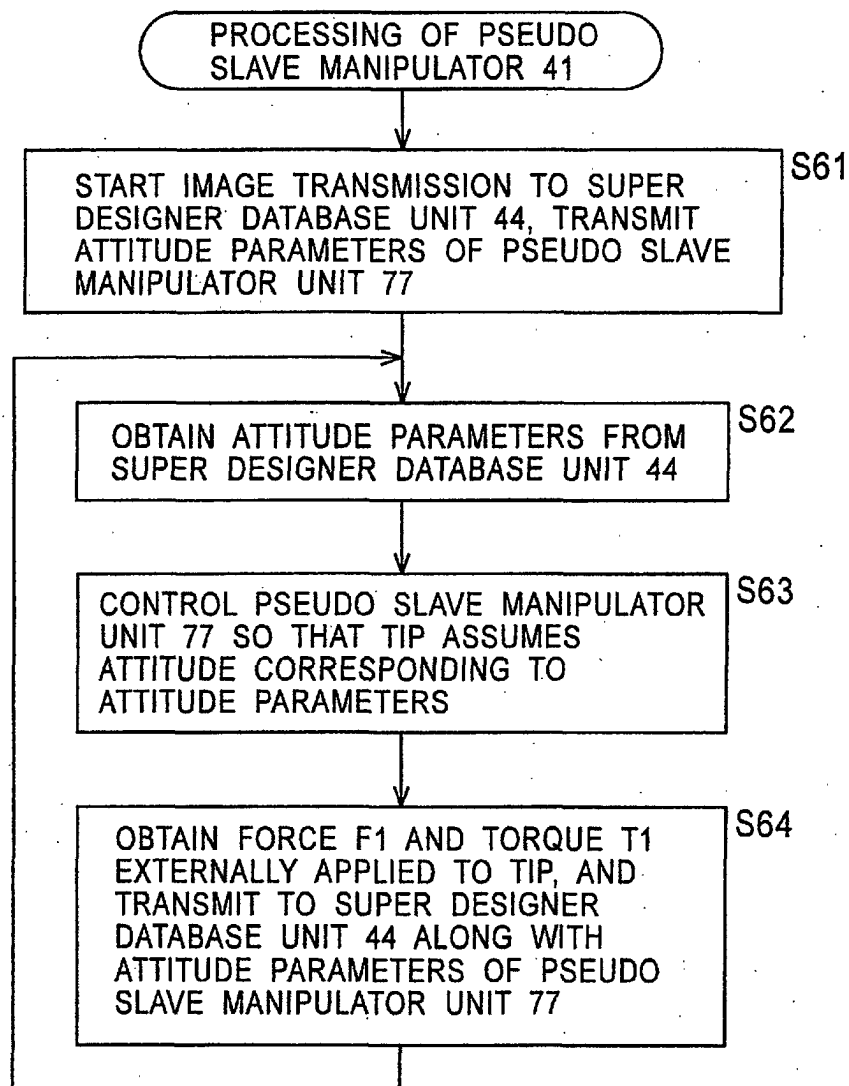 PROCESSING OF PSEUDO
SLAVE MANIPULATOR 41
S61
START IMAGE TRANSMISSION TO SUPER
DESIGNER DATABASE UNIT 44, TRANSMIT
ATTITUDE PARAMETERS OF PSEUDO SLAVE
MANIPULATOR UNIT 77
S62
OBTAIN ATTITUDE PARAMETERS FROM
SUPER DESIGNER DATABASE UNIT 44
S63
CONTROL PSEUDO SLAVE MANIPULATOR
UNIT 77 SO THAT TIP ASSUMES
ATTITUDE CORRESPONDING TO
ATTITUDE PARAMETERS
S64
OBTAIN FORCE F1 AND TORQUE T1
EXTERNALLY APPLIED TO TIP, AND
TRANSMIT TO SUPER DESIGNER
DATABASE UNIT 44 ALONG WITH
ATTITUDE PARAMETERS OF PSEUDO
SLAVE MANIPULATOR UNIT 77